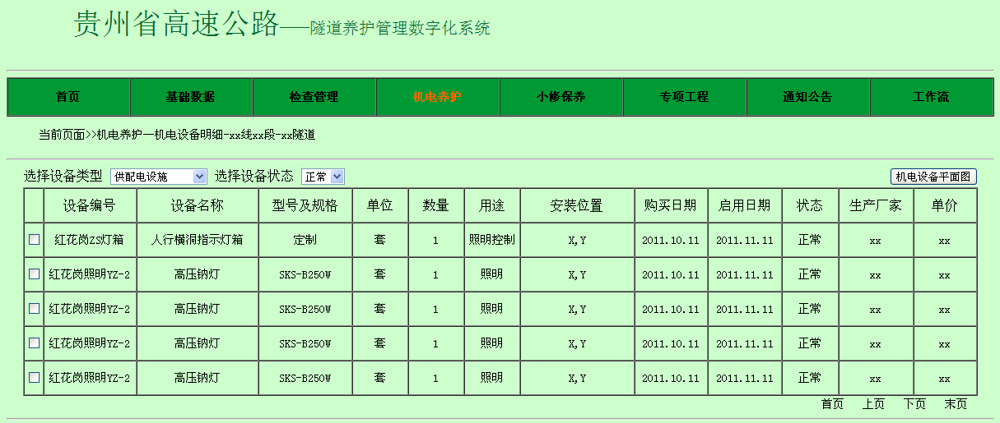 贵州省高速公路——隧道养护管理数字化系统
首页 基础数据 检查管理 机电养护 小修保养 专项工程 通知公告 工作流
当前页面>>机电养护—机电设备明细-xx线xx段-xx隧道
选择设备类型 供配电设施 选择设备状态 正常 机电设备平面图
设备编号 设备名称 型号及规格 单位 数量 用途 安装位置 购买日期 启用日期 状态 生产厂家 单价
红花岗ZS灯箱 人行横洞指示灯箱 定制 套 1 照明控制 X,Y 2011.10.11 2011.11.11 正常 xx xx
红花岗照明YZ-2 高压钠灯 SKS-B250W 套 1 照明 X,Y 2011.10.11 2011.11.11 正常 xx xx
红花岗照明YZ-2 高压钠灯 SKS-B250W 套 1 照明 X,Y 2011.10.11 2011.11.11 正常 xx xx
红花岗照明YZ-2 高压钠灯 SKS-B250W 套 1 照明 X,Y 2011.10.11 2011.11.11 正常 xx xx
红花岗照明YZ-2 高压钠灯 SKS-B250W 套 1 照明 X,Y 2011.10.11 2011.11.11 正常 xx xx
首页 上页 下页 末页